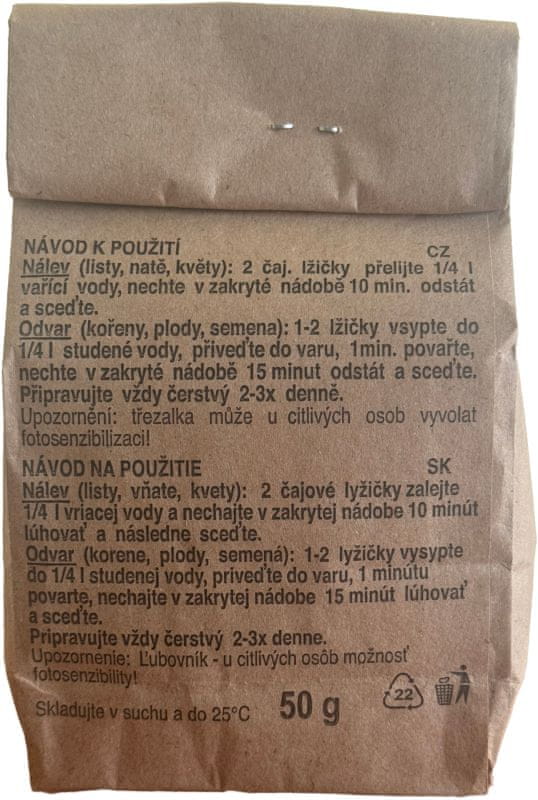 NÁVOD K POUŽITÍ CZ
Nálev (listy, natě, květy): 2 čaj. lžičky přelijte 1/4 l
vařící vody, nechte v zakryté nádobě 10 min. odstát
a sceďte.
Odvar (kořeny, plody, semena): 1-2 lžičky vsypte do
1/4 l studené vody, přiveďte do varu, 1min. povařte,
nechte v zakryté nádobě 15 minut odstát a sceďte.
Připravujte vždy čerstvý 2-3x denně.
Upozornění: třezalka může u citlivých osob vyvolat
fotosenzibilizaci!
NÁVOD NA POUŽITIE SK
Nálev (listy, vňate, kvety): 2 čajové lyžičky zalejte
1/4 l vriacej vody a nechajte v zakrytej nádobe 10 minút
lúhovať a následne sceďte.
Odvar (korene, plody, semená): 1-2 lyžičky vysypte
do 1/4 l studenej vody, priveďte do varu, 1 minútu
povarte, nechajte v zakrytej nádobe 15 minút lúhovať
a sceďte.
Pripravujte vždy čerstvý 2-3x denne.
Upozornenie: Ľubovník - u citlivých osôb možnosť
fotosenzibility!
Skladujte v suchu a do 25°C 50 g 22